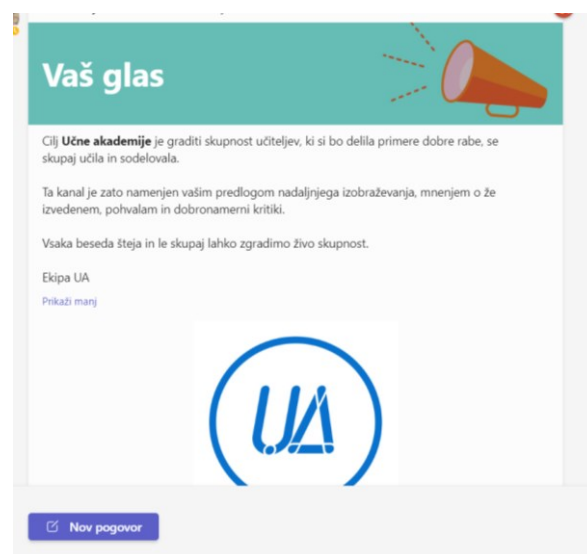 Vaš glas
Cilj Učne akademije je graditi skupnost učiteljev, ki si bo delila primere dobre rabe, se
skupaj učila in sodelovala.
Ta kanal je zato namenjen vašim predlogom nadaljnjega izobraževanja, mnenjem o že
izvedenem, pohvalam in dobronamerni kritiki.
Vsaka beseda šteja in le skupaj lahko zgradimo živo skupnost.
Ekipa UA
Prikaži manj
UA
Nov pogovor